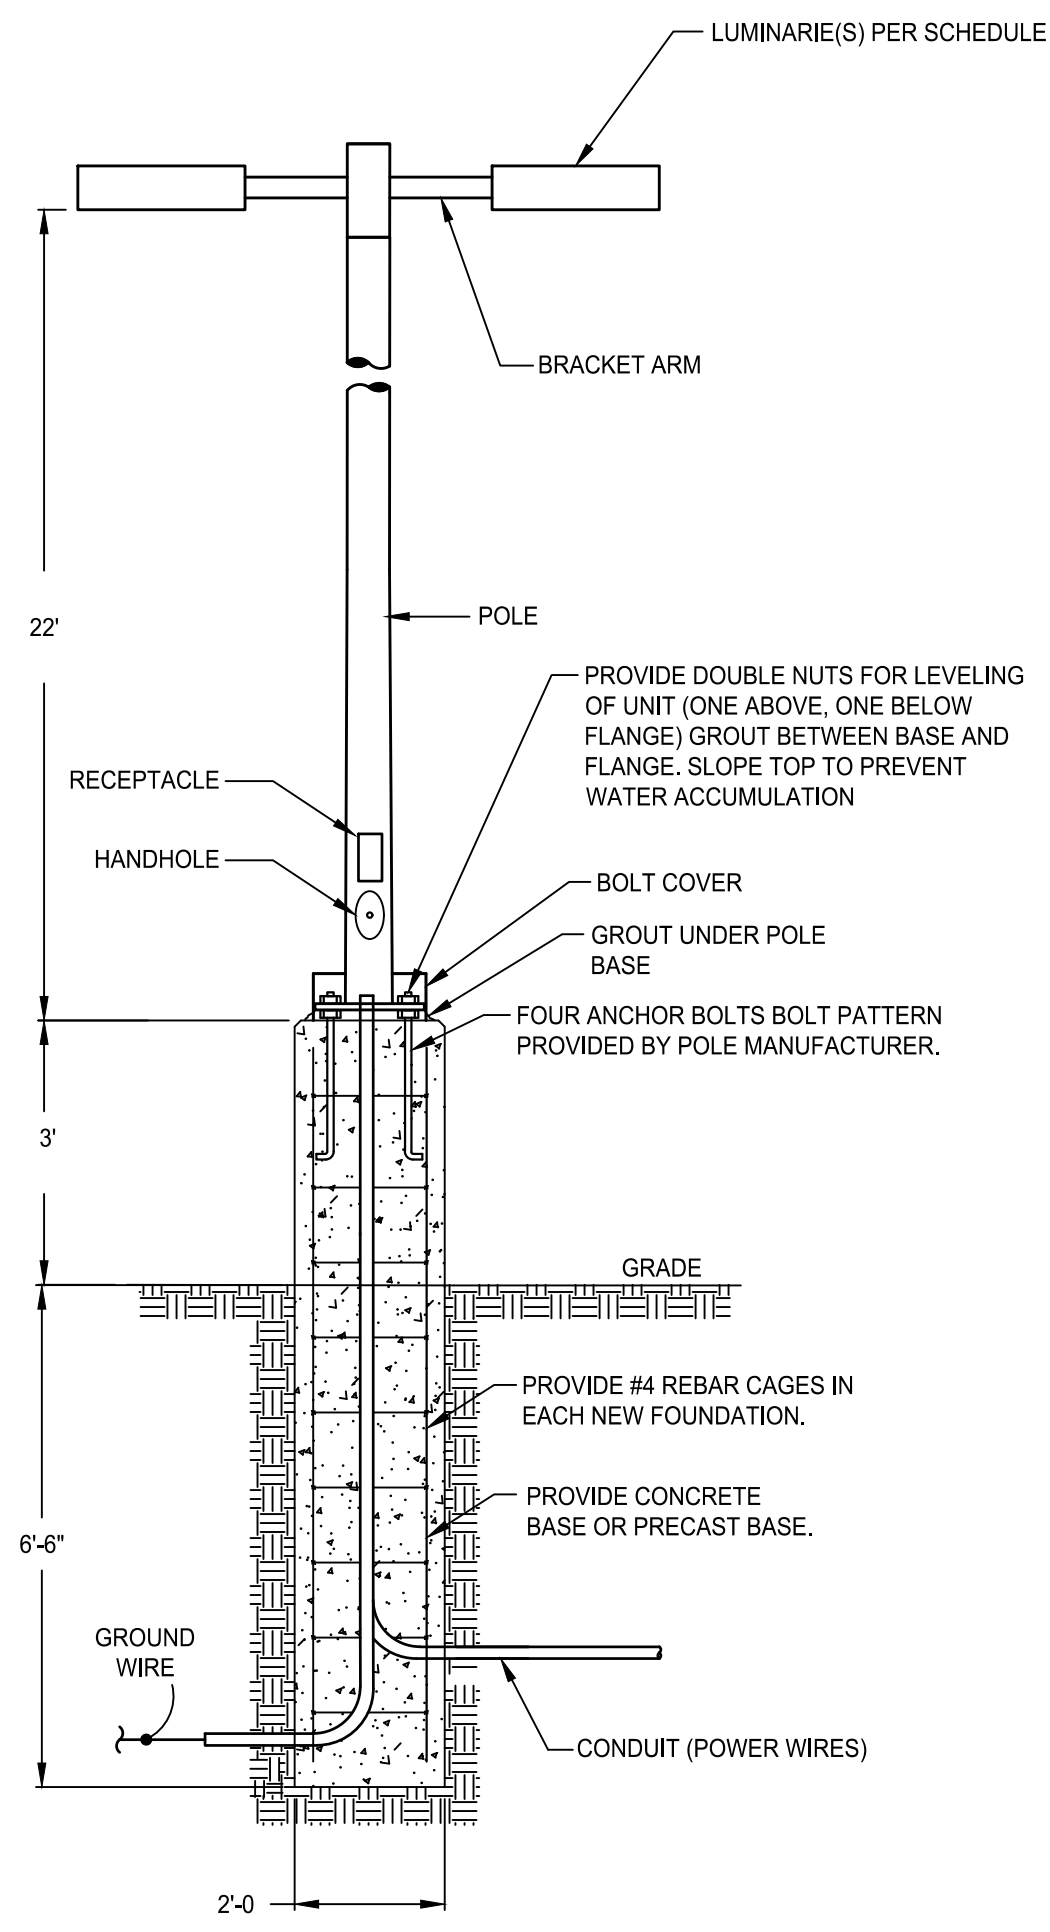 LUMINARIE(S) PER SCHEDULE
BRACKET ARM
22'
POLE
PROVIDE DOUBLE NUTS FOR LEVELING
OF UNIT (ONE ABOVE, ONE BELOW
FLANGE) GROUT BETWEEN BASE AND
FLANGE. SLOPE TOP TO PREVENT
WATER ACCUMULATION
RECEPTACLE
HANDHOLE
BOLT COVER
GROUT UNDER POLE
BASE
FOUR ANCHOR BOLTS BOLT PATTERN
PROVIDED BY POLE MANUFACTURER.
3'
GRADE
PROVIDE #4 REBAR CAGES IN
EACH NEW FOUNDATION.
PROVIDE CONCRETE
BASE OR PRECAST BASE.
6'-6"
GROUND
WIRE
CONDUIT (POWER WIRES)
2'-0